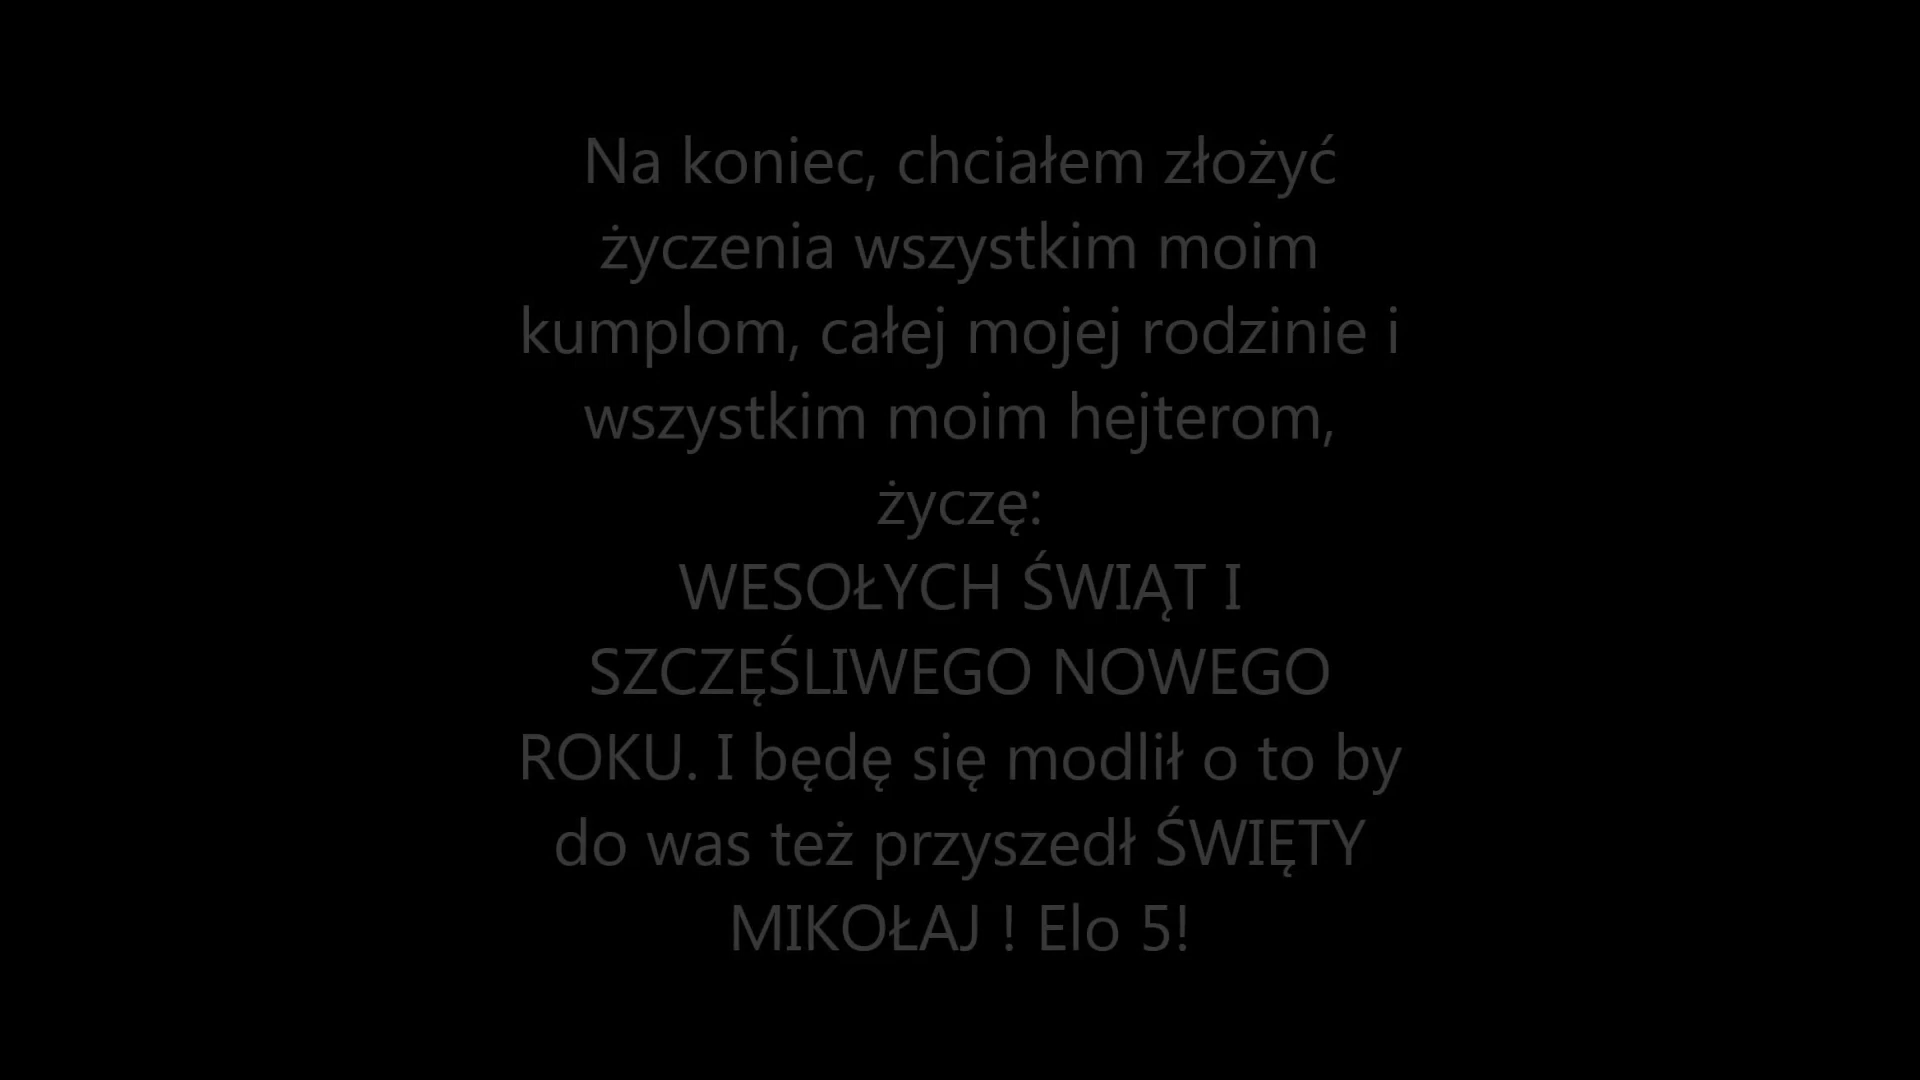 Na koniec, chciałem złożyć
życzenia wszystkim moim
kumplom, całej mojej rodzinie i
wszystkim moim hejterom,
życzę:
WESOŁYCH ŚWIĄT I
SZCZĘŚLIWEGO NOWEGO
ROKU. I będę się modlił o to by
do was też przyszedł ŚWIĘTY
MIKOŁAJ ! Elo 5!